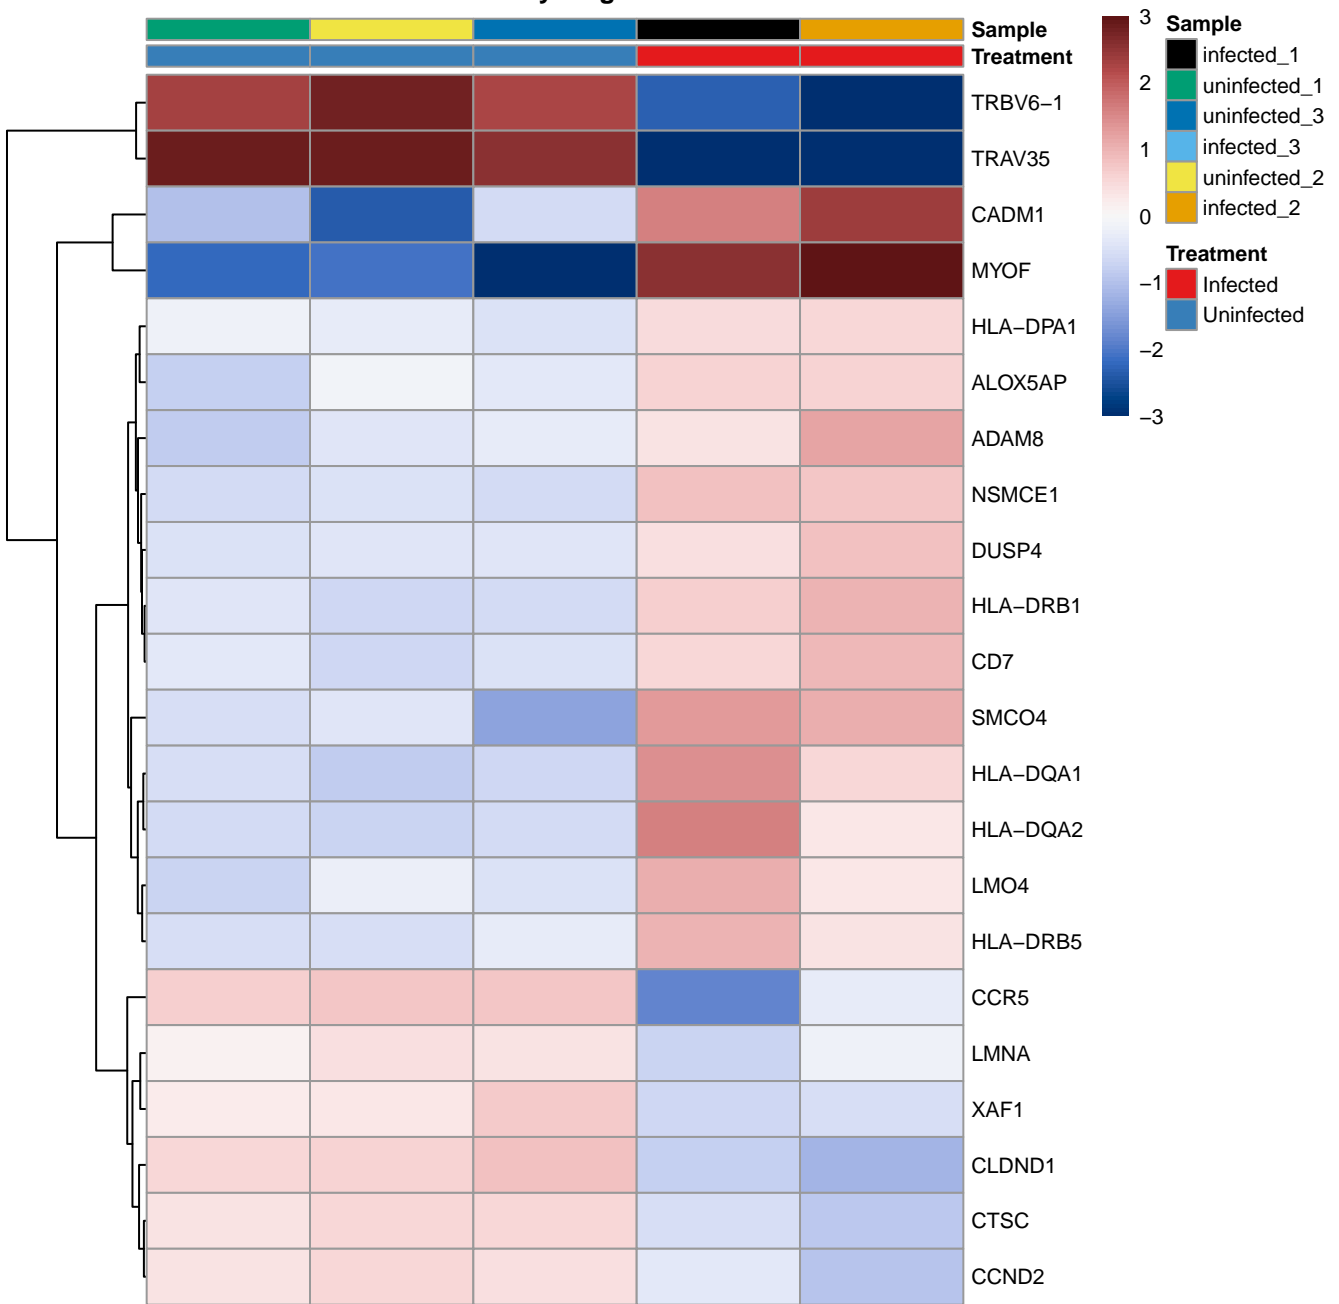 Sample
Treatment
TRBV6−1
TRAV35
CADM1
MYOF
HLA−DPA1
ALOX5AP
ADAM8
NSMCE1
DUSP4
HLA−DRB1
CD7
SMCO4
HLA−DQA1
HLA−DQA2
LMO4
HLA−DRB5
CCR5
LMNA
XAF1
CLDND1
CTSC
CCND2
3
2
1
0
−1
−2
−3
Sample
infected_1
uninfected_1
uninfected_3
infected_3
uninfected_2
infected_2
Treatment
Infected
Uninfected